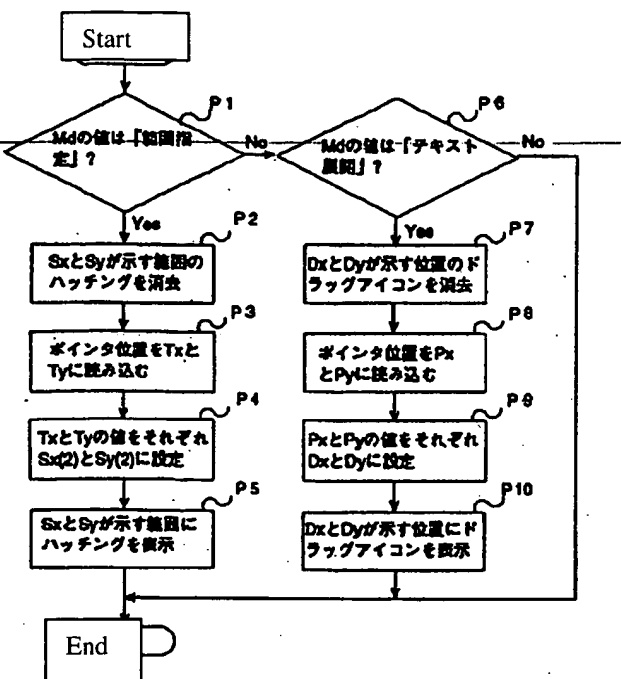 Start
P1
Mdの値は「範囲指
定」?
No
Yes
P2
SxとSyが示す範囲の
ハッチングを消去
P3
ポインタ位置をTxと
Tyに読み込む
P4
TxとTyの値をそれぞれ
Sx(2)とSy(2)に設定
P5
SxとSyが示す範囲に
ハッチングを表示
End
P6
Mdの値は「テキスト
展開」?
No
Yes
P7
DxとDyが示す位置のド
ラッグアイコンを消去
P8
ポインタ位置をPx
とPyに読み込む
P9
PxとPyの値をそれぞれ
DxとDyに設定
P10
DxとDyが示す位置にド
ラッグアイコンを表示